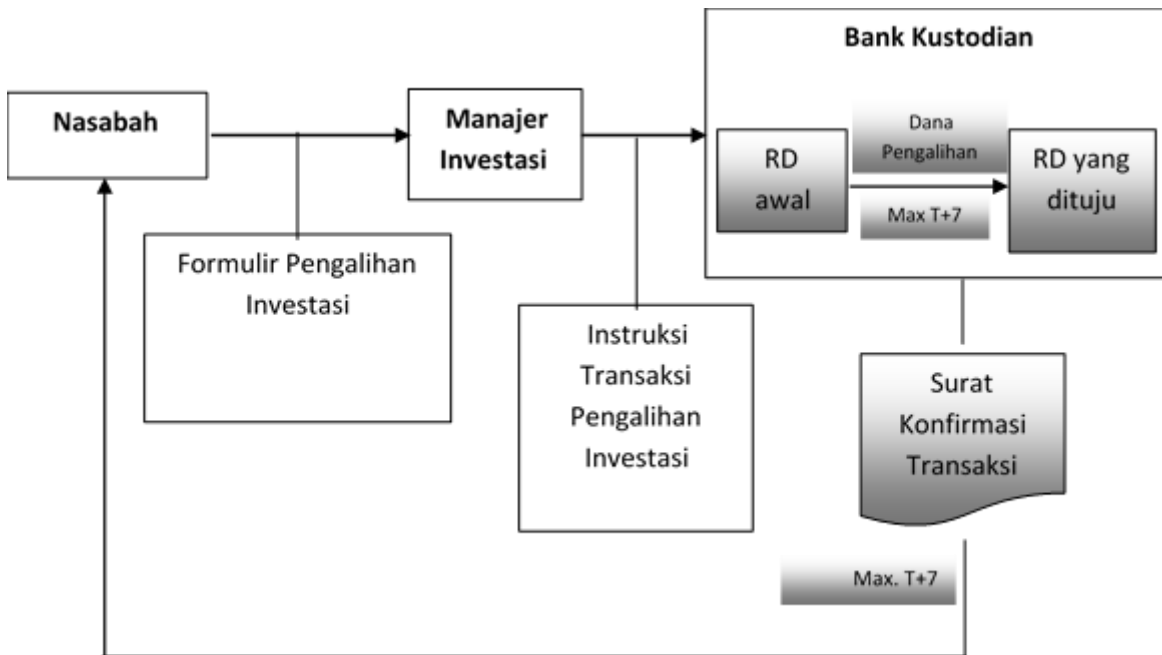 Bank Kustodian
Nasabah
Manajer
Investasi
Dana
Pengalihan
RD
awal
RD yang
dituju
Max T+7
Formulir Pengalihan
Investasi
Instruksi
Transaksi
Pengalihan
Investasi
Surat
Konfirmasi
Transaksi
Max. T+7